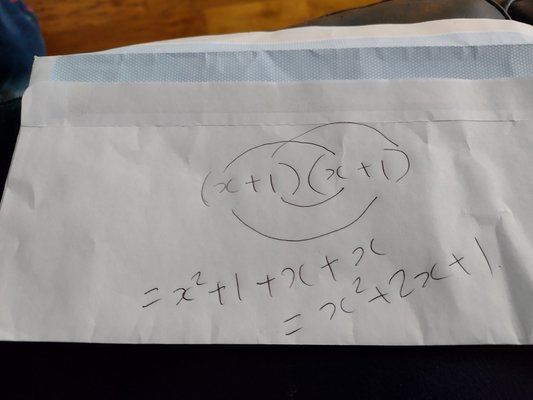 (x+1)(x+1)
=x²+1+x+x
=x²+2x+1.